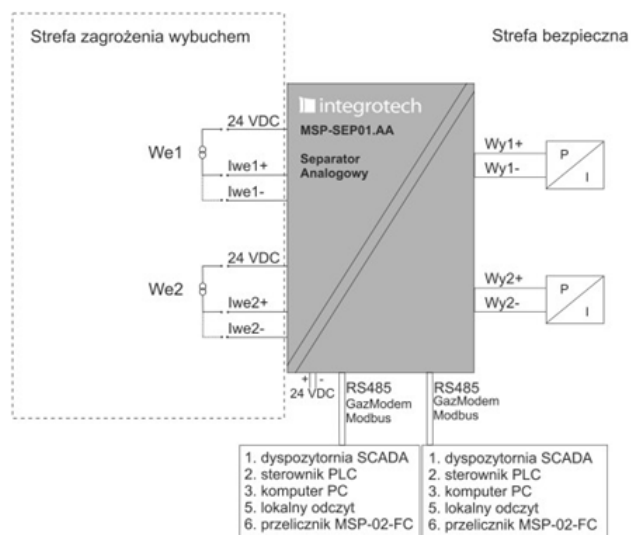 Strefa zagrożenia wybuchem
Strefa bezpieczna
integrotech
MSP-SEP01.AA
Separator
Analogowy
We1
24 VDC
Iwe1+
Iwe1-
We2
24 VDC
Iwe2+
Iwe2-
Wy1+
Wy1-
P
I
Wy2+
Wy2-
P
I
+ -
24 VDC
RS485
GazModem
Modbus
RS485
GazModem
Modbus
1. dyspozytornia SCADA
2. sterownik PLC
3. komputer PC
5. lokalny odczyt
6. przelicznik MSP-02-FC
1. dyspozytornia SCADA
2. sterownik PLC
3. komputer PC
5. lokalny odczyt
6. przelicznik MSP-02-FC